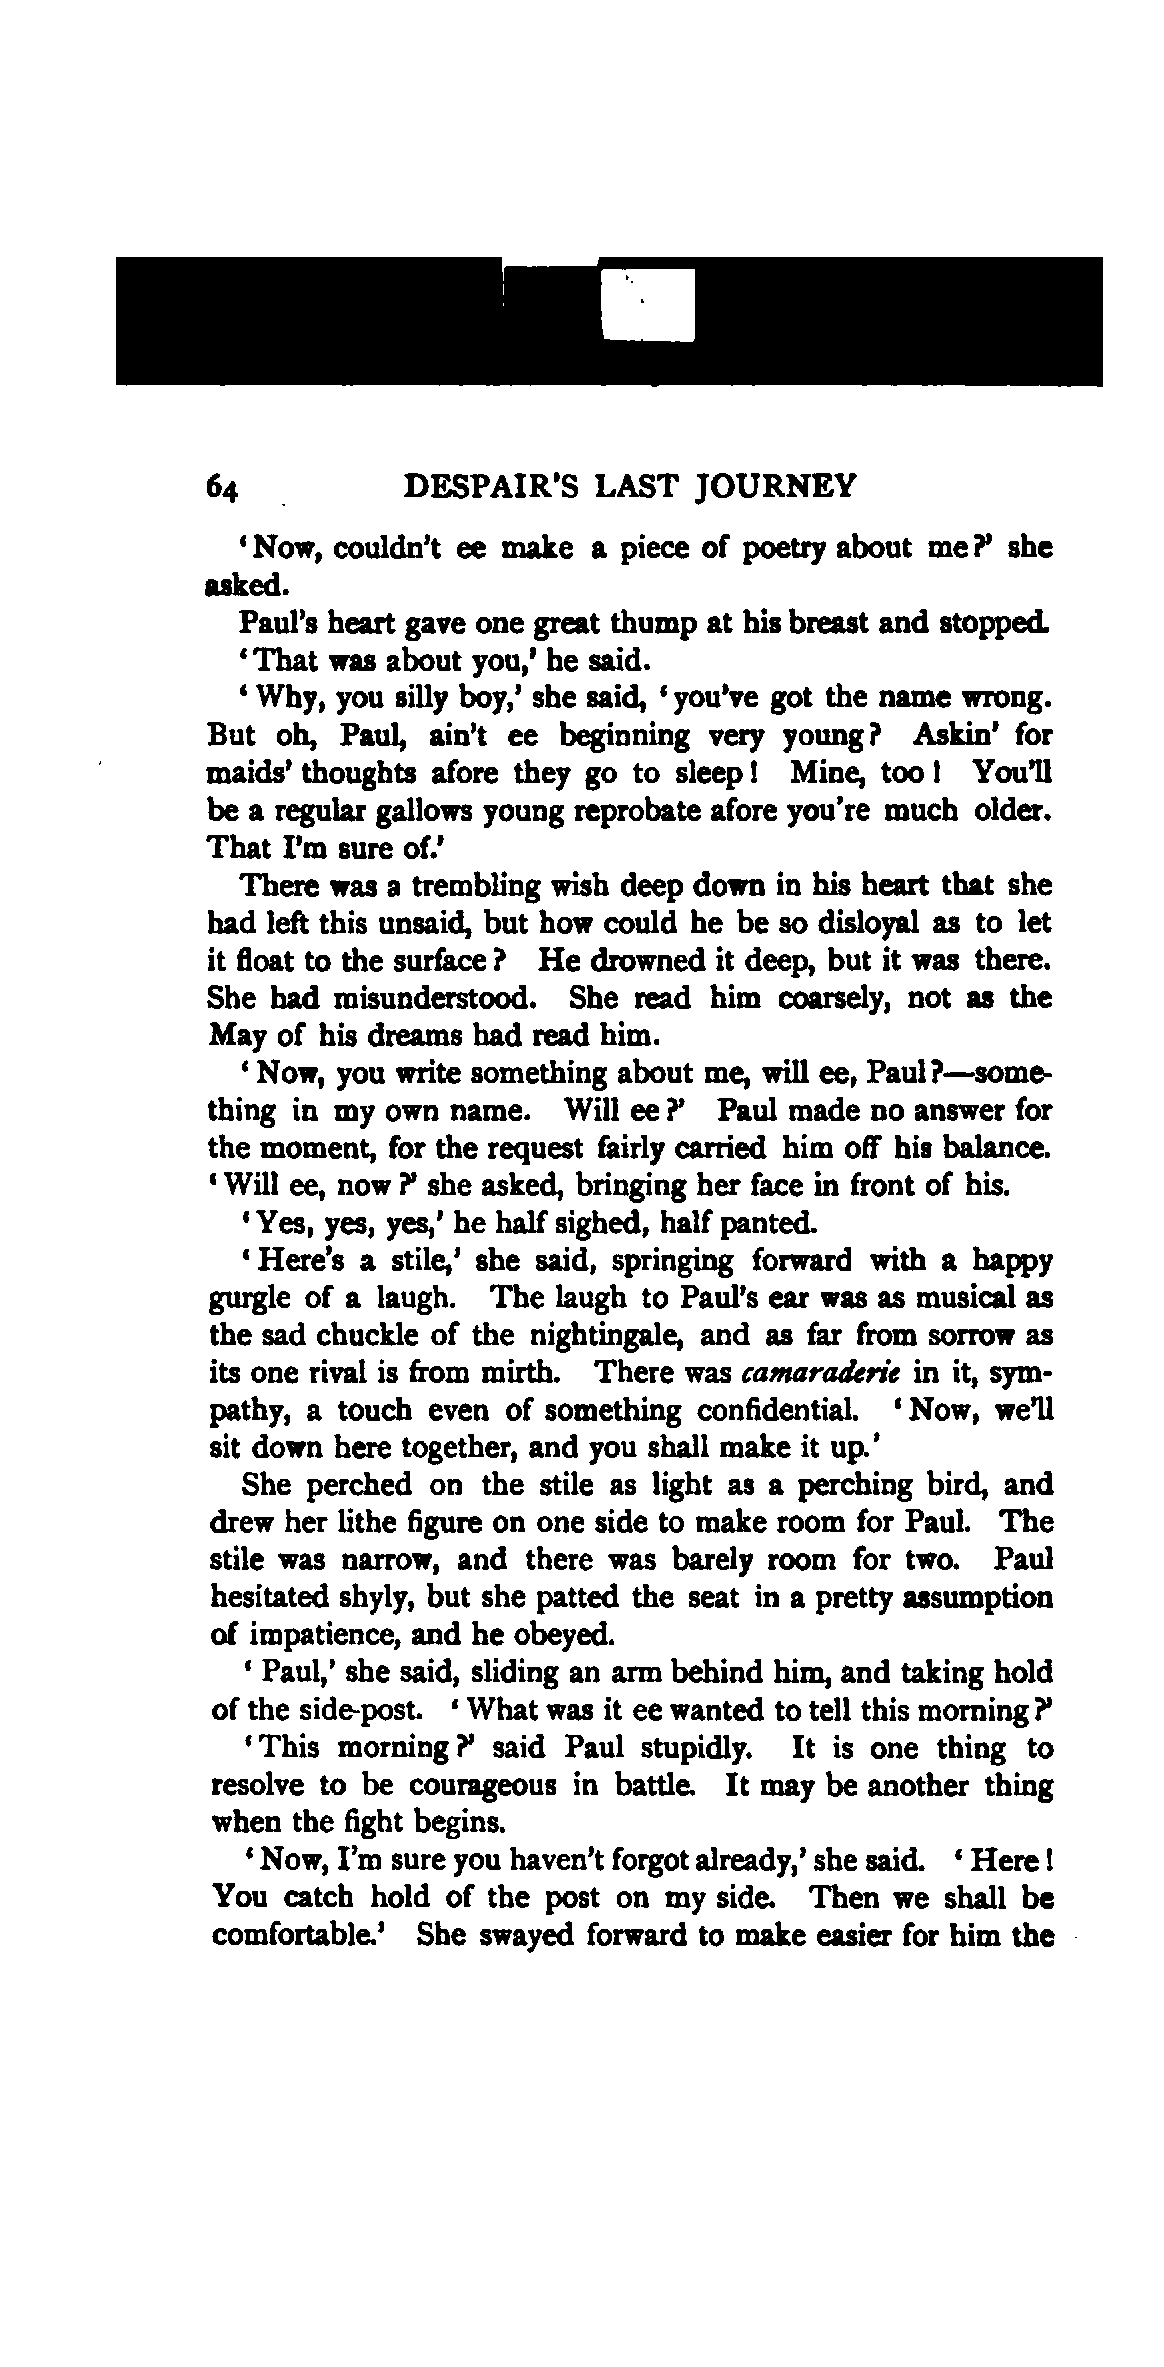 64 DESPAIR'S LAST JOURNEY
'Now, couldn't ee make a piece of poetry about me?' she
asked.
Paul's heart gave one great thump at his breast and stopped.
'That was about you,' he said.
'Why, you silly boy,' she said, 'you've got the name wrong.
But oh, Paul, ain't ee beginning very young? Askin' for
maids' thoughts afore they go to sleep! Mine, too! You'll
be a regular gallows young reprobate afore you're much older.
That I'm sure of.'
There was a trembling wish deep down in his heart that she
had left this unsaid, but how could he be so disloyal as to let
it float to the surface? He drowned it deep, but it was there.
She had misunderstood. She read him coarsely, not as the
May of his dreams had read him.
'Now, you write something about me, will ee, Paul?—some-
thing in my own name. Will ee?' Paul made no answer for
the moment, for the request fairly carried him off his balance.
'Will ee, now?' she asked, bringing her face in front of his.
'Yes, yes, yes,' he half sighed, half panted.
'Here's a stile,' she said, springing forward with a happy
gurgle of a laugh. The laugh to Paul's ear was as musical as
the sad chuckle of the nightingale, and as far from sorrow as
its one rival is from mirth. There was camaraderie in it, sym-
pathy, a touch even of something confidential. 'Now, we'll
sit down here together, and you shall make it up.'
She perched on the stile as light as a perching bird, and
drew her lithe figure on one side to make room for Paul. The
stile was narrow, and there was barely room for two. Paul
hesitated shyly, but she patted the seat in a pretty assumption
of impatience, and he obeyed.
'Paul,' she said, sliding an arm behind him, and taking hold
of the side-post. 'What was it ee wanted to tell this morning?'
'This morning?' said Paul stupidly. It is one thing to
resolve to be courageous in battle. It may be another thing
when the fight begins.
'Now, I'm sure you haven't forgot already,' she said. 'Here!
You catch hold of the post on my side. Then we shall be
comfortable.' She swayed forward to make easier for him the